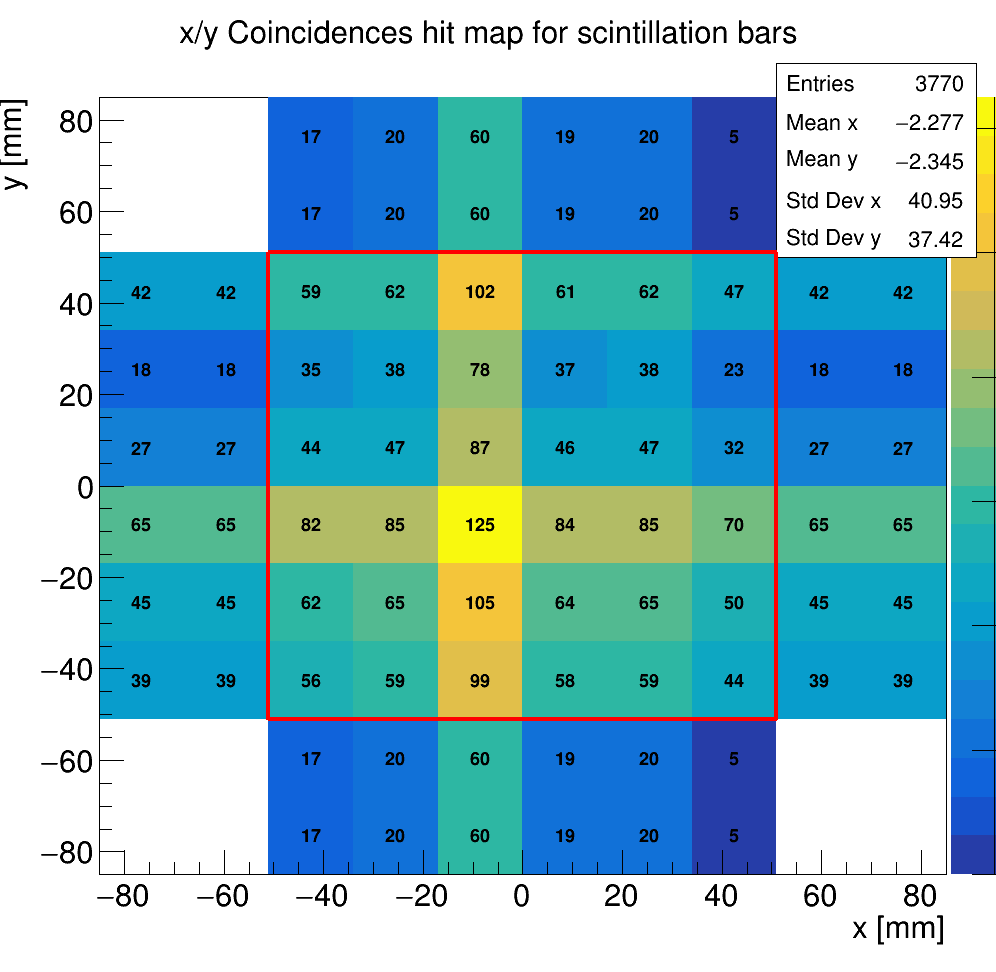 x/y Coincidences hit map for scintillation bars
Entries 3770
Mean x −2.277
Mean y −2.345
Std Dev x 40.95
Std Dev y 37.42
y [mm]
80 17 20 60 19 20 5
60 17 20 60 19 20 5
40 42 42 59 62 102 61 62 47 42 42
20 18 18 35 38 78 37 38 23 18 18
27 27 44 47 87 46 47 32 27 27
0
65 65 82 85 125 84 85 70 65 65
−20 45 45 62 65 105 64 65 50 45 45
−40 39 39 56 59 99 58 59 44 39 39
−60 17 20 60 19 20 5
−80 17 20 60 19 20 5
−80 −60 −40 −20 0 20 40 60 80
x [mm]